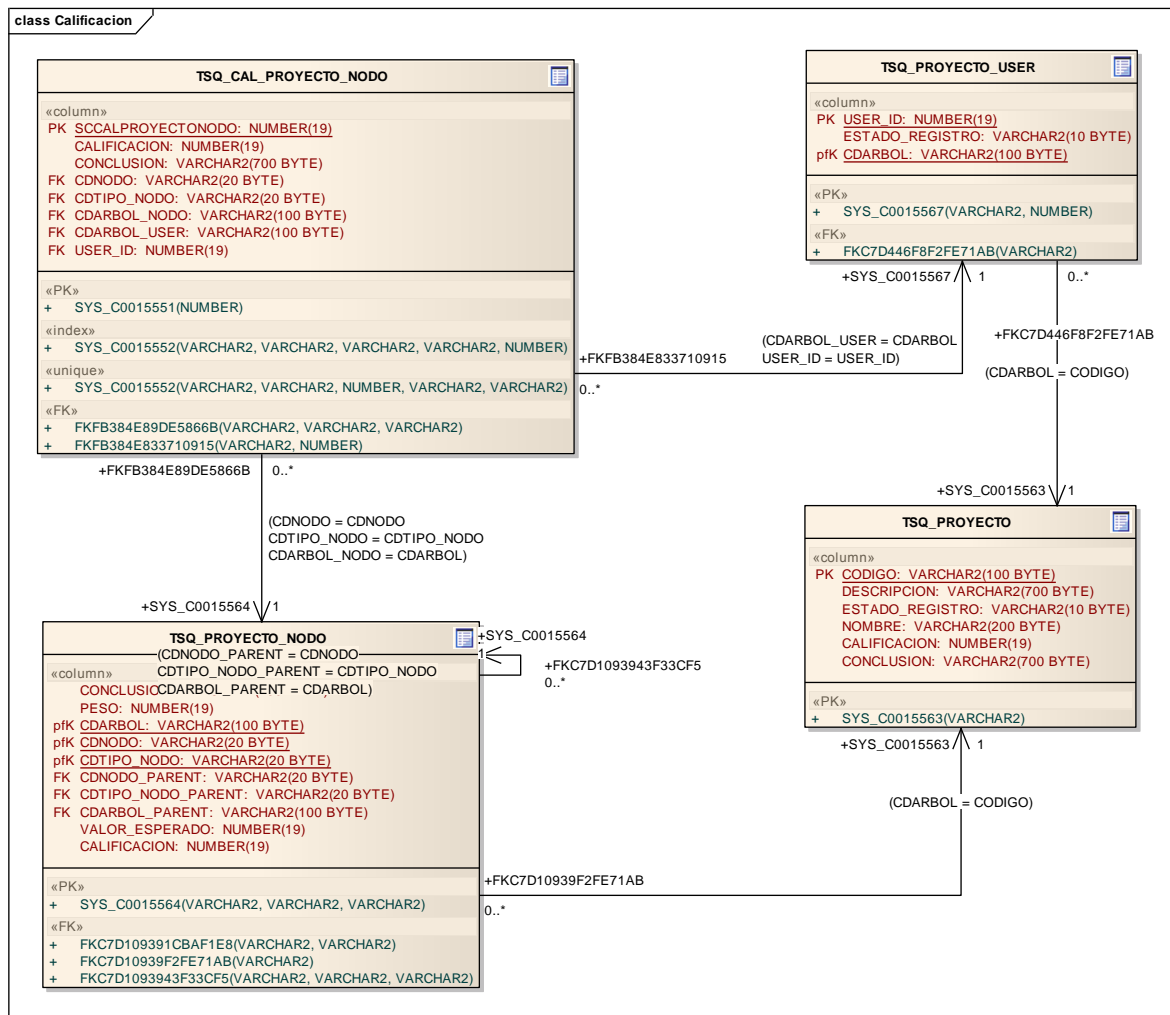 class Calificacion
TSQ_CAL_PROYECTO_NODO
«column»
PK SCCALPROYECTONODO: NUMBER(19)
CALIFICACION: NUMBER(19)
CONCLUSION: VARCHAR2(700 BYTE)
FK CDNODO: VARCHAR2(20 BYTE)
FK CDTIPO_NODO: VARCHAR2(20 BYTE)
FK CDARBOL_NODO: VARCHAR2(100 BYTE)
FK CDARBOL_USER: VARCHAR2(100 BYTE)
FK USER_ID: NUMBER(19)
«PK»
+ SYS_C0015551(NUMBER)
«index»
+ SYS_C0015552(VARCHAR2, VARCHAR2, VARCHAR2, VARCHAR2, NUMBER)
«unique»
+ SYS_C0015552(VARCHAR2, VARCHAR2, NUMBER, VARCHAR2, VARCHAR2)
«FK»
+ FKFB384E89DE5866B(VARCHAR2, VARCHAR2, VARCHAR2)
+ FKFB384E833710915(VARCHAR2, NUMBER)
TSQ_PROYECTO_USER
«column»
PK USER_ID: NUMBER(19)
ESTADO_REGISTRO: VARCHAR2(10 BYTE)
pfK CDARBOL: VARCHAR2(100 BYTE)
«PK»
+ SYS_C0015567(VARCHAR2, NUMBER)
«FK»
+ FKC7D446F8F2FE71AB(VARCHAR2)
+SYS_C0015567 1
0..*
+FKFB384E833710915
0..*
(CDARBOL_USER = CDARBOL
USER_ID = USER_ID)
+FKC7D446F8F2FE71AB
(CDARBOL = CODIGO)
+SYS_C0015563 1
+FKFB384E89DE5866B 0..*
(CDNODO = CDNODO
CDTIPO_NODO = CDTIPO_NODO
CDARBOL_NODO = CDARBOL)
+SYS_C0015564 1
TSQ_PROYECTO
«column»
PK CODIGO: VARCHAR2(100 BYTE)
DESCRIPCION: VARCHAR2(700 BYTE)
ESTADO_REGISTRO: VARCHAR2(10 BYTE)
NOMBRE: VARCHAR2(200 BYTE)
CALIFICACION: NUMBER(19)
CONCLUSION: VARCHAR2(700 BYTE)
«PK»
+ SYS_C0015563(VARCHAR2)
+SYS_C0015563 1
(CDARBOL = CODIGO)
TSQ_PROYECTO_NODO
+SYS_C0015564
1
(CDNODO_PARENT = CDNODO
CDTIPO_NODO_PARENT = CDTIPO_NODO
CDARBOL_PARENT = CDARBOL)
+FKC7D1093943F33CF5
0..*
«column»
PESO: NUMBER(19)
pfK CDARBOL: VARCHAR2(100 BYTE)
pfK CDNODO: VARCHAR2(20 BYTE)
pfK CDTIPO_NODO: VARCHAR2(20 BYTE)
FK CDNODO_PARENT: VARCHAR2(20 BYTE)
FK CDTIPO_NODO_PARENT: VARCHAR2(20 BYTE)
FK CDARBOL_PARENT: VARCHAR2(100 BYTE)
VALOR_ESPERADO: NUMBER(19)
CALIFICACION: NUMBER(19)
«PK»
+ SYS_C0015564(VARCHAR2, VARCHAR2, VARCHAR2)
«FK»
+ FKC7D109391CBAF1E8(VARCHAR2, VARCHAR2)
+ FKC7D10939F2FE71AB(VARCHAR2)
+ FKC7D1093943F33CF5(VARCHAR2, VARCHAR2, VARCHAR2)
+FKC7D10939F2FE71AB
0..*